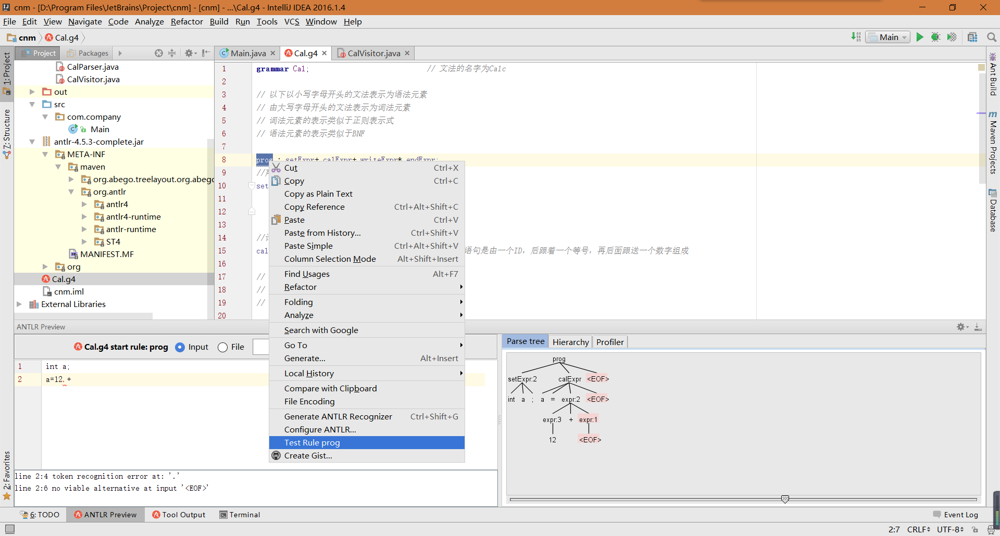 cnm - [D:\Program Files\JetBrains\Project\cnm] - [cnm] - ...\Cal.g4 - IntelliJ IDEA 2016.1.4
File Edit View Navigate Code Analyze Refactor Build Run Tools VCS Window Help
cnm Cal.g4 Main
Project Packages
Main.java Cal.g4 CalVisitor.java
1: Project
7: Structure
2: Favorites
Ant Build
Maven Projects
Database
CalParser.java
CalVisitor.java
out
src
com.company
Main
antlr-4.5.3-complete.jar
META-INF
maven
org.abego.treelayout.org.abego
org.antlr
antlr4
antlr4-runtime
antlr-runtime
ST4
MANIFEST.MF
org
Cal.g4
cnm.iml
External Libraries
1 grammar Cal; // 文法的名字为Calc
2
3 // 以下以小写字母开头的文法表示为语法元素
4 // 由大写字母开头的文法表示为词法元素
5 // 词法元素的表示类似于正则表示式
6 // 语法元素的表示类似于BNF
7
8 prog : setExpr+ calExpr+ writeExpr* endExpr;
9 //
10 set
11
12
13
14 //
15 cal 语句是由一个ID，后跟着一个等号，再后面跟送一个数字组成
16
17 //
18 //
19 //
20
Cut Ctrl+X
Copy Ctrl+C
Copy as Plain Text
Copy Reference Ctrl+Alt+Shift+C
Paste Ctrl+V
Paste from History... Ctrl+Shift+V
Paste Simple Ctrl+Alt+Shift+V
Column Selection Mode Alt+Shift+Insert
Find Usages Alt+F7
Refactor
Folding
Analyze
Search with Google
Go To
Generate... Alt+Insert
Local History
Compare with Clipboard
File Encoding
Generate ANTLR Recognizer Ctrl+Shift+G
Configure ANTLR...
Test Rule prog
Create Gist...
ANTLR Preview
Cal.g4 start rule: prog Input File
1 int a;
2 a=12.+
line 2:4 token recognition error at: '.'
line 2:6 no viable alternative at input '<EOF>'
Parse tree Hierarchy Profiler
prog
setExpr:2 calExpr <EOF>
int a ; a = expr:2 <EOF>
expr:3 + expr:1
12 <EOF>
6: TODO ANTLR Preview Tool Output Terminal Event Log
2:7 CRLF UTF-8